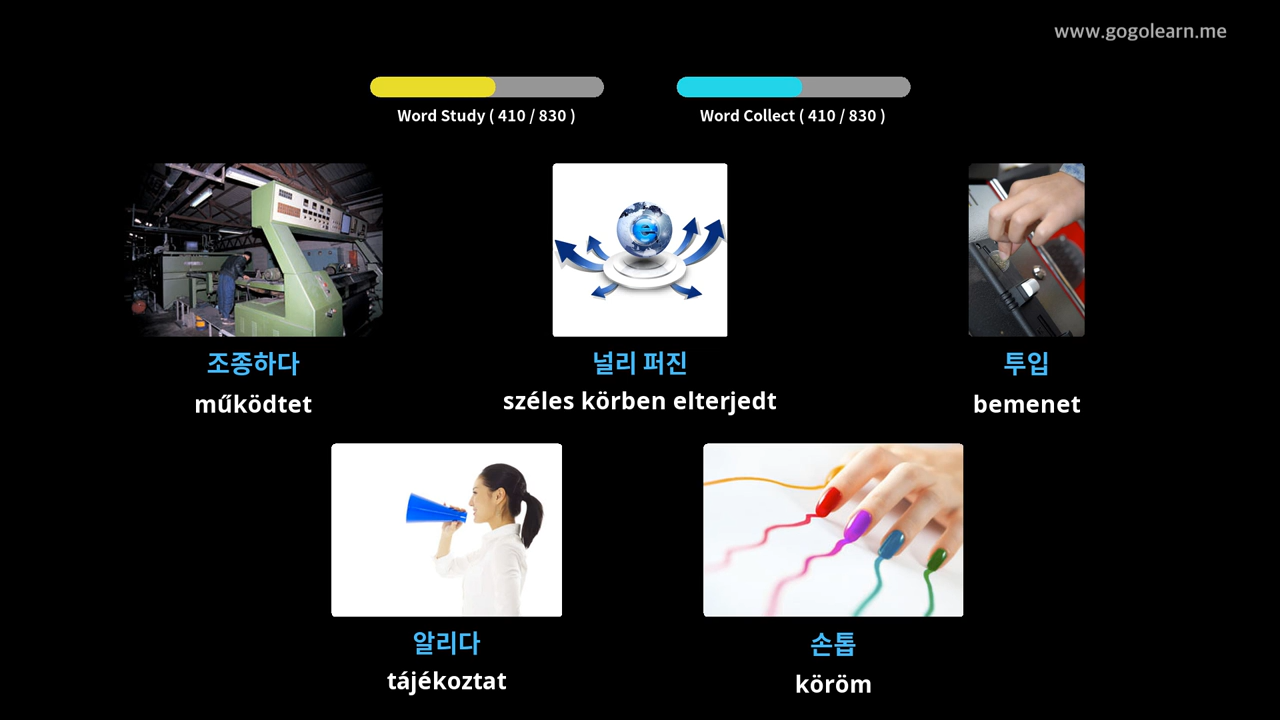 www.gogolearn.me
Word Study ( 410 / 830 )
Word Collect ( 410 / 830 )
조종하다
működtet
널리 퍼진
széles körben elterjedt
투입
bemenet
알리다
tájékoztat
손톱
köröm